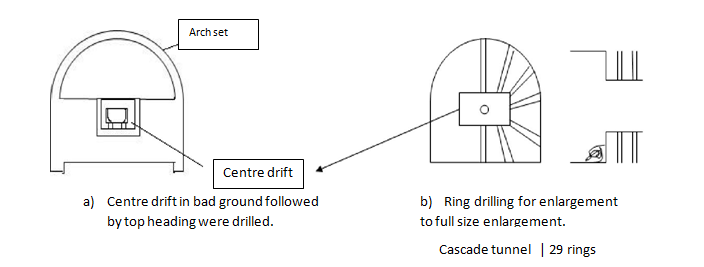 Arch set
Centre drift
a) Centre drift in bad ground followed
by top heading were drilled.
b) Ring drilling for enlargement
to full size enlargement.
Cascade tunnel | 29 rings